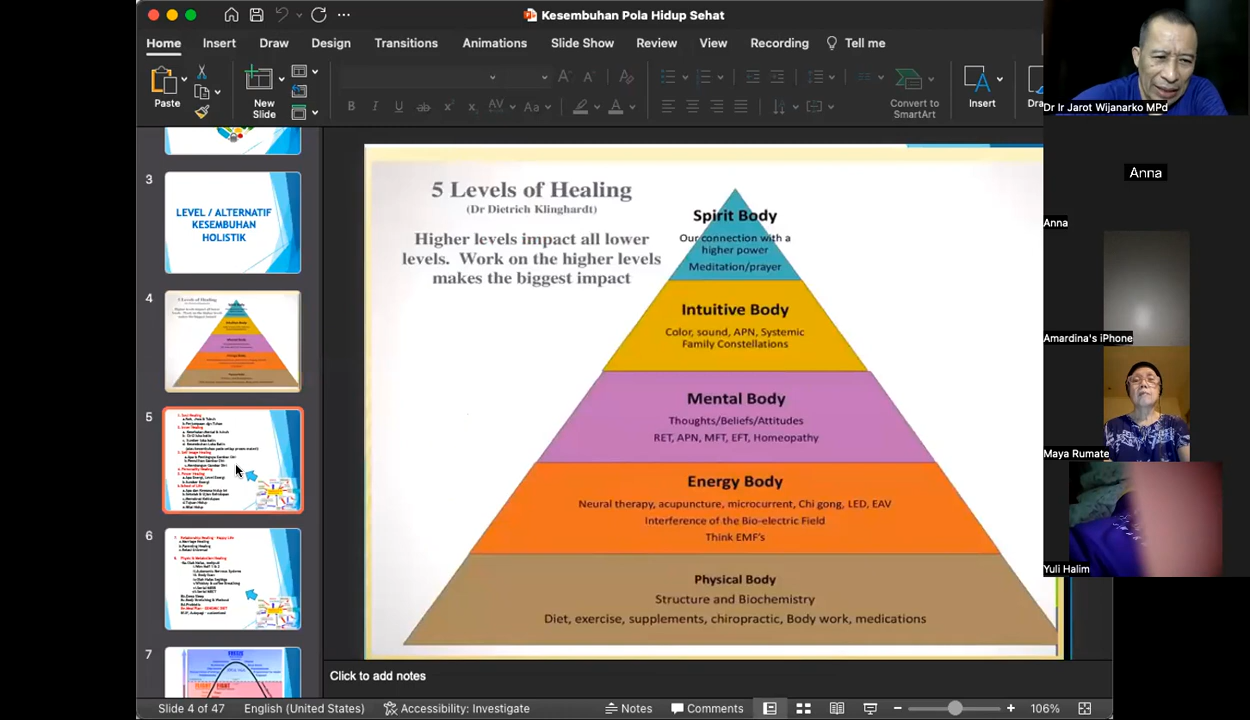 Kesembuhan Pola Hidup Sehat
Home Insert Draw Design Transitions Animations Slide Show Review View Recording Tell me
Paste
New Slide
Convert to SmartArt
Insert
3
LEVEL / ALTERNATIF
KESEMBUHAN
HOLISTIK
4
5
6
7
5 Levels of Healing
(Dr Dietrich Klinghardt)
Higher levels impact all lower
levels. Work on the higher levels
makes the biggest impact
Spirit Body
Our connection with a
higher power
Meditation/prayer
Intuitive Body
Color, sound, APN, Systemic
Family Constellations
Mental Body
Thoughts/Beliefs/Attitudes
RET, APN, MFT, EFT, Homeopathy
Energy Body
Neural therapy, acupuncture, microcurrent, Chi gong, LED, EAV
Interference of the Bio-electric Field
Think EMF's
Physical Body
Structure and Biochemistry
Diet, exercise, supplements, chiropractic, Body work, medications
Click to add notes
Slide 4 of 47 English (United States) Accessibility: Investigate Notes Comments 106%
Dr Ir Jarot Wijanarko MPd
Anna
Anna
Amardina's iPhone
Maya Rumate
Yuli Halim